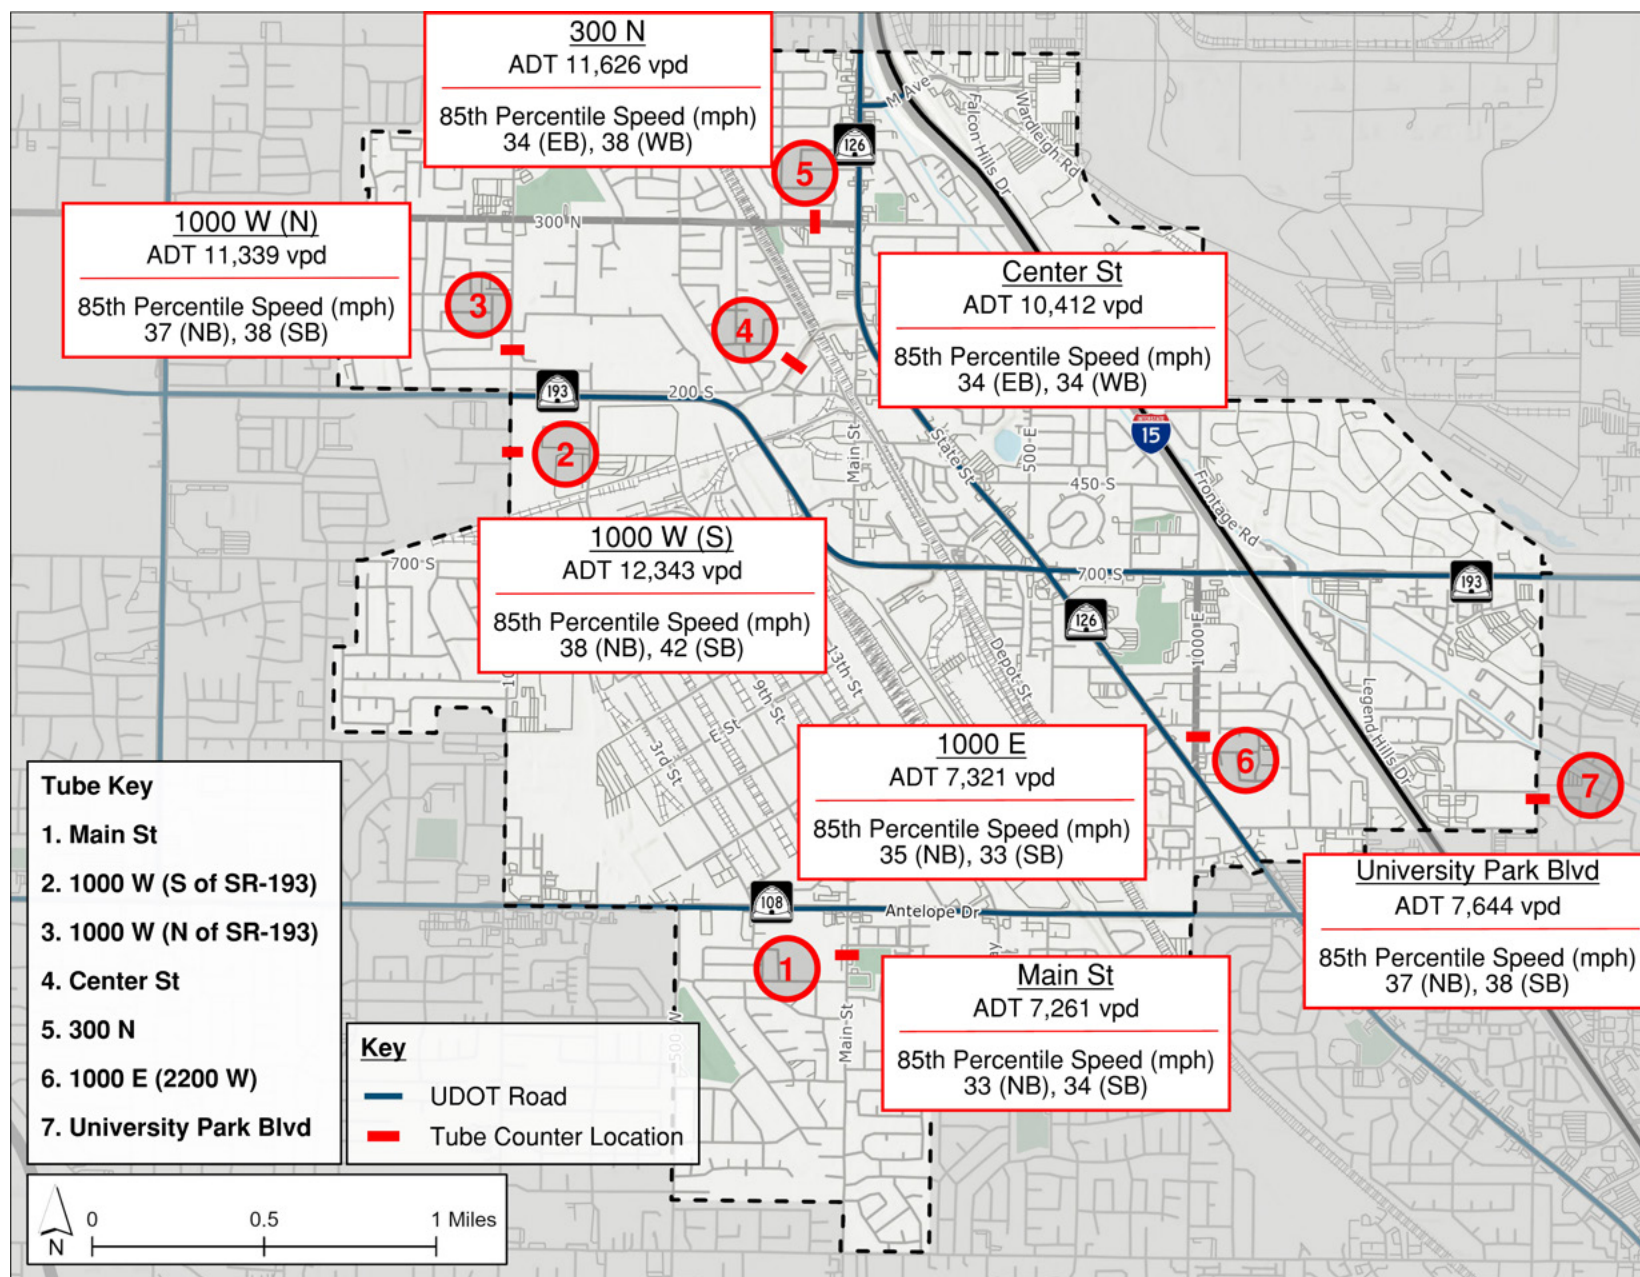 300 N
ADT 11,626 vpd
85th Percentile Speed (mph)
34 (EB), 38 (WB)
M Ave
Falcon Hills Dr
Wardleigh Rd
126
5
1000 W (N)
ADT 11,339 vpd
85th Percentile Speed (mph)
37 (NB), 38 (SB)
300 N
3
4
Center St
ADT 10,412 vpd
85th Percentile Speed (mph)
34 (EB), 34 (WB)
193
200 S
2
Main St
State St
500 E
450 S
15
Frontage Rd
1000 W (S)
ADT 12,343 vpd
85th Percentile Speed (mph)
38 (NB), 42 (SB)
700 S
700 S
193
126
1000 E
13th St
9th St
E St
3rd St
Depot St
Legend Hills Dr
1000 E
ADT 7,321 vpd
85th Percentile Speed (mph)
35 (NB), 33 (SB)
6
7
Tube Key
1. Main St
2. 1000 W (S of SR-193)
3. 1000 W (N of SR-193)
4. Center St
5. 300 N
6. 1000 E (2200 W)
7. University Park Blvd
108
Antelope Dr
University Park Blvd
ADT 7,644 vpd
85th Percentile Speed (mph)
37 (NB), 38 (SB)
1
Main St
Main St
ADT 7,261 vpd
85th Percentile Speed (mph)
33 (NB), 34 (SB)
Key
UDOT Road
Tube Counter Location
N
0 0.5 1 Miles